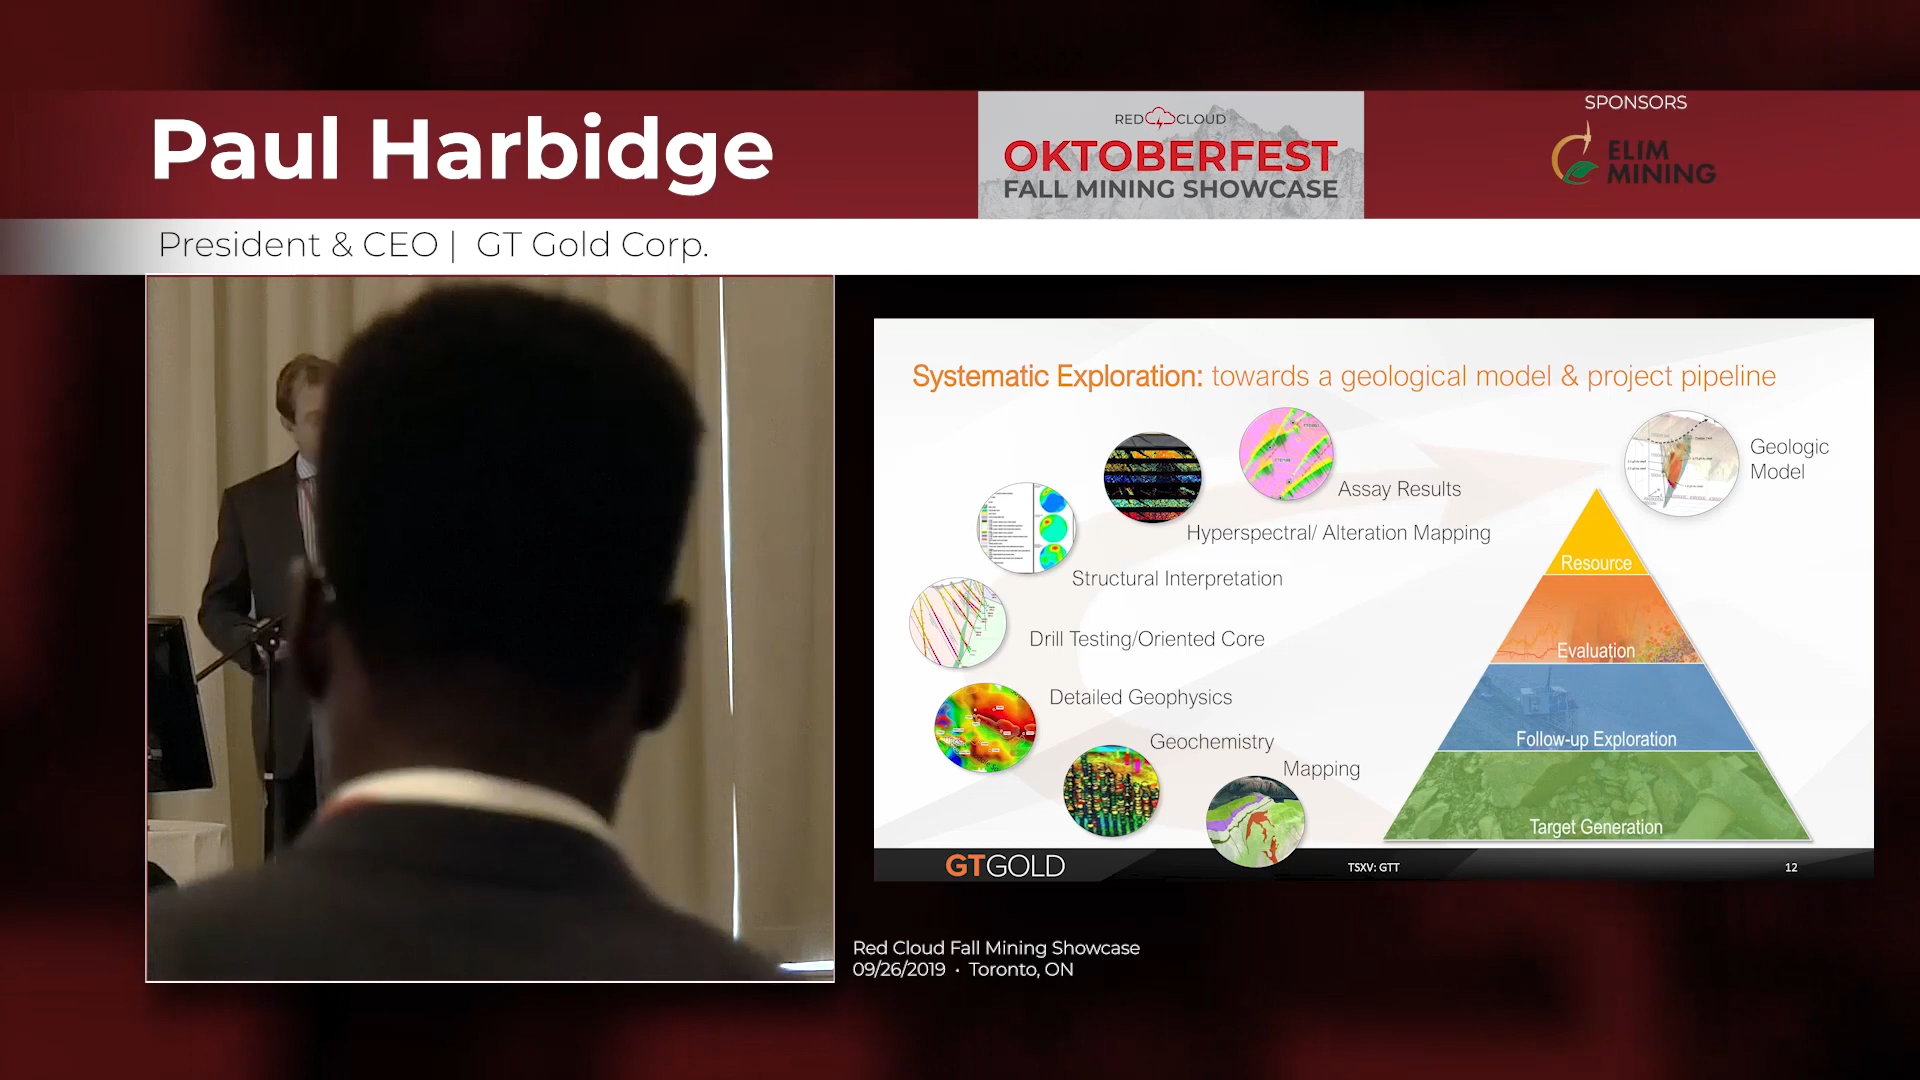 Paul Harbidge
President & CEO | GT Gold Corp.
RED CLOUD
OKTOBERFEST
FALL MINING SHOWCASE
SPONSORS
ELIM
MINING
Systematic Exploration: towards a geological model & project pipeline
Geologic
Model
Assay Results
Hyperspectral/ Alteration Mapping
Structural Interpretation
Drill Testing/Oriented Core
Detailed Geophysics
Geochemistry
Mapping
Resource
Evaluation
Follow-up Exploration
Target Generation
GTGOLD
TSXV: GTT
12
Red Cloud Fall Mining Showcase
09/26/2019 • Toronto, ON